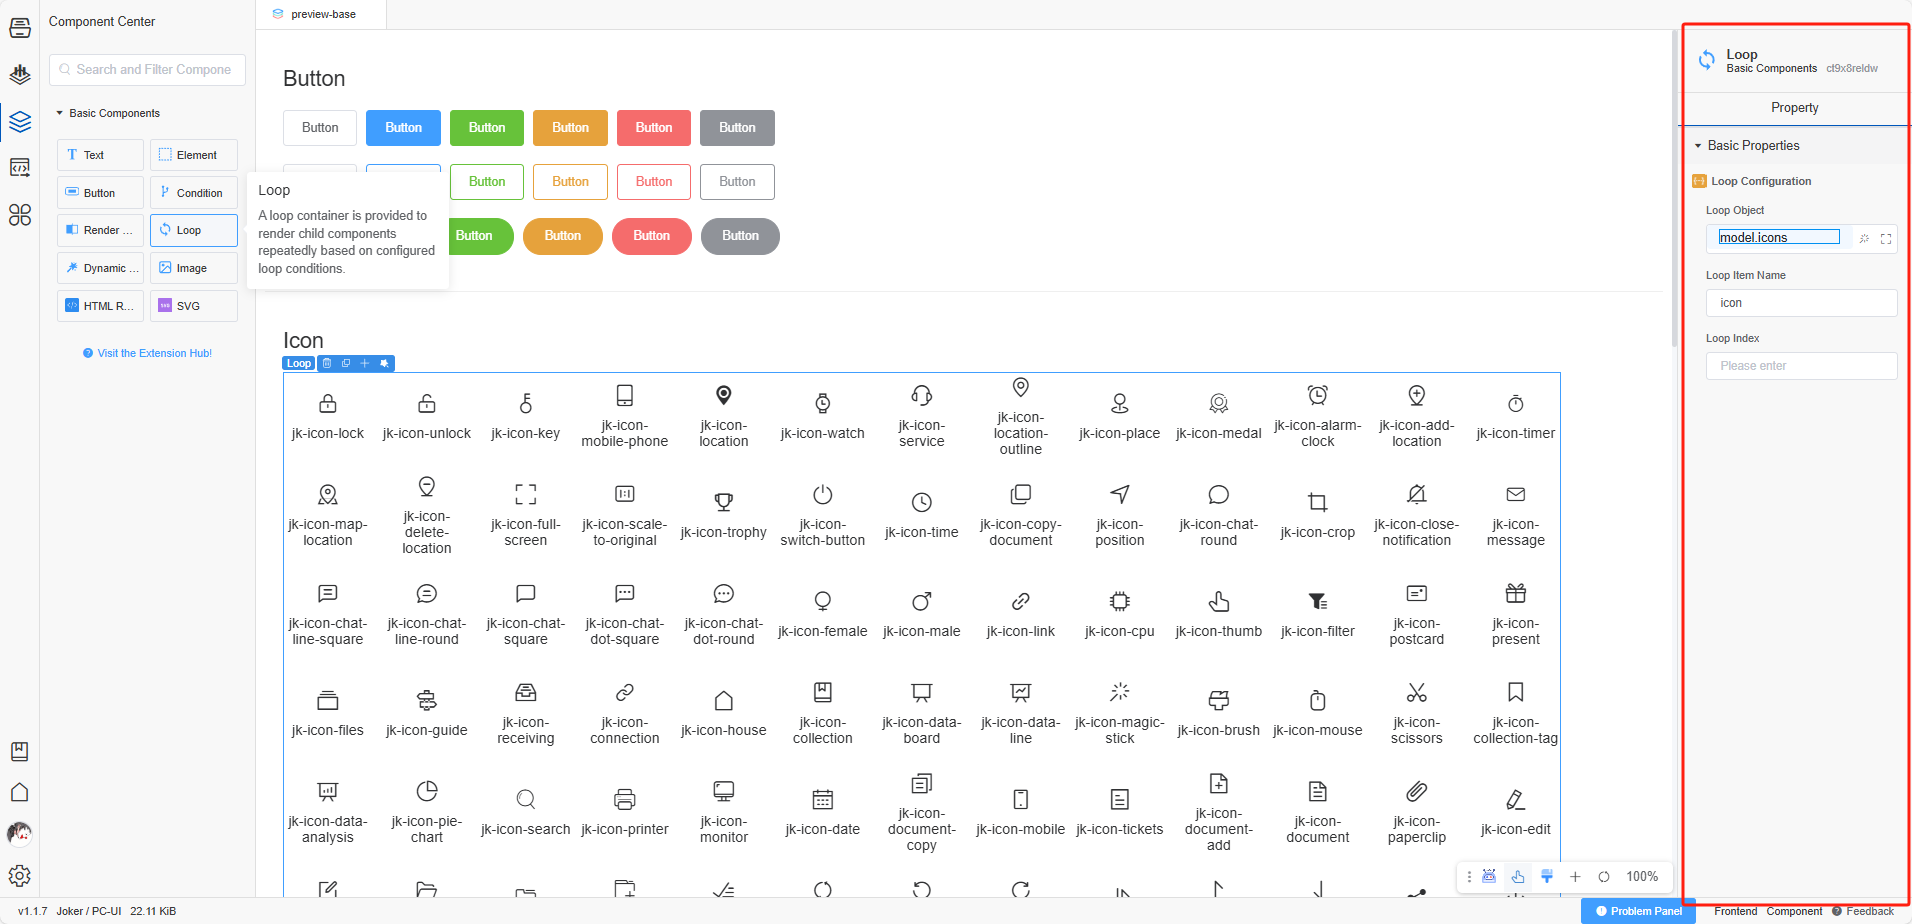 Component Center
Search and Filter Compone
Basic Components
Text
Element
Button
Condition
Render ...
Loop
Dynamic ...
Image
HTML R...
SVG
Visit the Extension Hub!
preview-base
Button
Button Button Button Button Button Button
Button Button Button Button
Button Button Button Button
Loop
A loop container is provided to
render child components
repeatedly based on configured
loop conditions.
Icon
Loop
jk-icon-lock
jk-icon-unlock
jk-icon-key
jk-icon-
mobile-phone
jk-icon-
location
jk-icon-watch
jk-icon-
service
jk-icon-
location-
outline
jk-icon-place
jk-icon-medal
jk-icon-alarm-
clock
jk-icon-add-
location
jk-icon-timer
jk-icon-map-
location
jk-icon-
delete-
location
jk-icon-full-
screen
jk-icon-scale-
to-original
jk-icon-trophy
jk-icon-
switch-button
jk-icon-time
jk-icon-copy-
document
jk-icon-
position
jk-icon-chat-
round
jk-icon-crop
jk-icon-close-
notification
jk-icon-
message
jk-icon-chat-
line-square
jk-icon-chat-
line-round
jk-icon-chat-
square
jk-icon-chat-
dot-square
jk-icon-chat-
dot-round
jk-icon-female
jk-icon-male
jk-icon-link
jk-icon-cpu
jk-icon-thumb
jk-icon-filter
jk-icon-
postcard
jk-icon-
present
jk-icon-files
jk-icon-guide
jk-icon-
receiving
jk-icon-
connection
jk-icon-house
jk-icon-
collection
jk-icon-data-
board
jk-icon-data-
line
jk-icon-magic-
stick
jk-icon-brush
jk-icon-mouse
jk-icon-
scissors
jk-icon-
collection-tag
jk-icon-data-
analysis
jk-icon-pie-
chart
jk-icon-search
jk-icon-printer
jk-icon-
monitor
jk-icon-date
jk-icon-
document-
copy
jk-icon-mobile
jk-icon-tickets
jk-icon-
document-
add
jk-icon-
document
jk-icon-
paperclip
jk-icon-edit
100%
Loop
Basic Components ct9x8reldw
Property
Basic Properties
Loop Configuration
Loop Object
model.icons
Loop Item Name
icon
Loop Index
Please enter
v1.1.7 Joker / PC-UI 22.11 KiB
Problem Panel
Frontend Component Feedback